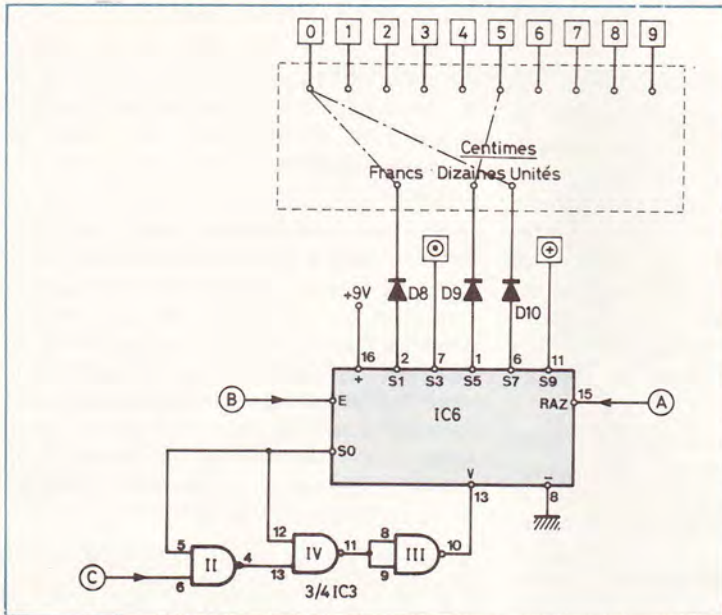 0 1 2 3 4 5 6 7 8 9
Centimes
Francs Dizaines Unités
+9V D8 D9 D10
16 2 7 1 6 11
+ S1 S3 S5 S7 S9
B E IC6 RAZ 15 A
S0
V -
13 8
5 4 12 11 8 10
II IV III
C 6 13 9
3/4 IC3